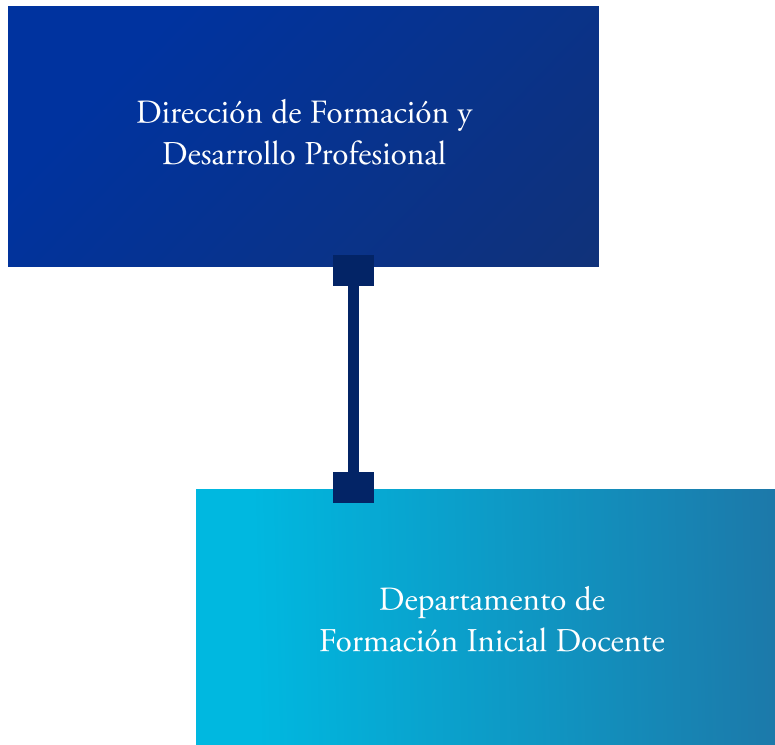 Dirección de Formación y
Desarrollo Profesional
Departamento de
Formación Inicial Docente